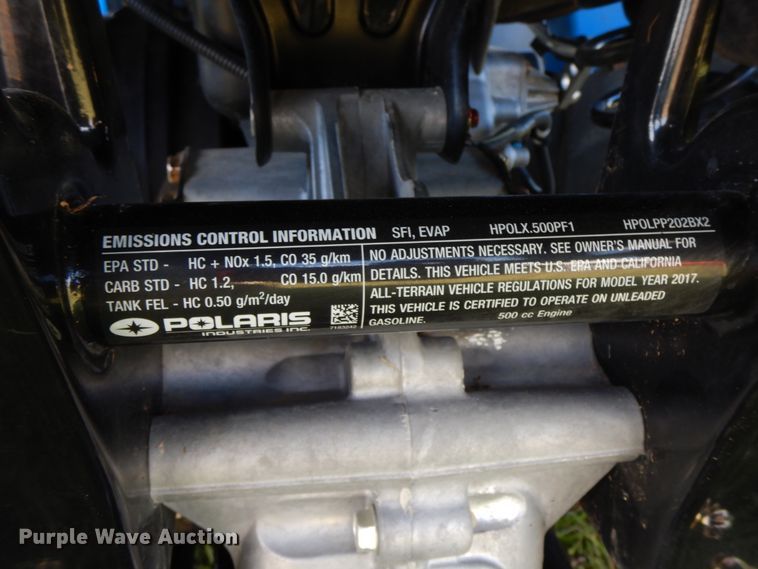 EMISSIONS CONTROL INFORMATION SFI, EVAP HPOLX.500PF1 HPOLPP202BX2
EPA STD - HC + NOx 1.5, CO 35 g/km
CARB STD - HC 1.2, CO 15.0 g/km
TANK FEL - HC 0.50 g/m²/day
POLARIS
INDUSTRIES INC.
7183242
NO ADJUSTMENTS NECESSARY. SEE OWNER'S MANUAL FOR
DETAILS. THIS VEHICLE MEETS U.S. EPA AND CALIFORNIA
ALL-TERRAIN VEHICLE REGULATIONS FOR MODEL YEAR 2017.
THIS VEHICLE IS CERTIFIED TO OPERATE ON UNLEADED
GASOLINE. 500 cc Engine
Purple Wave Auction®